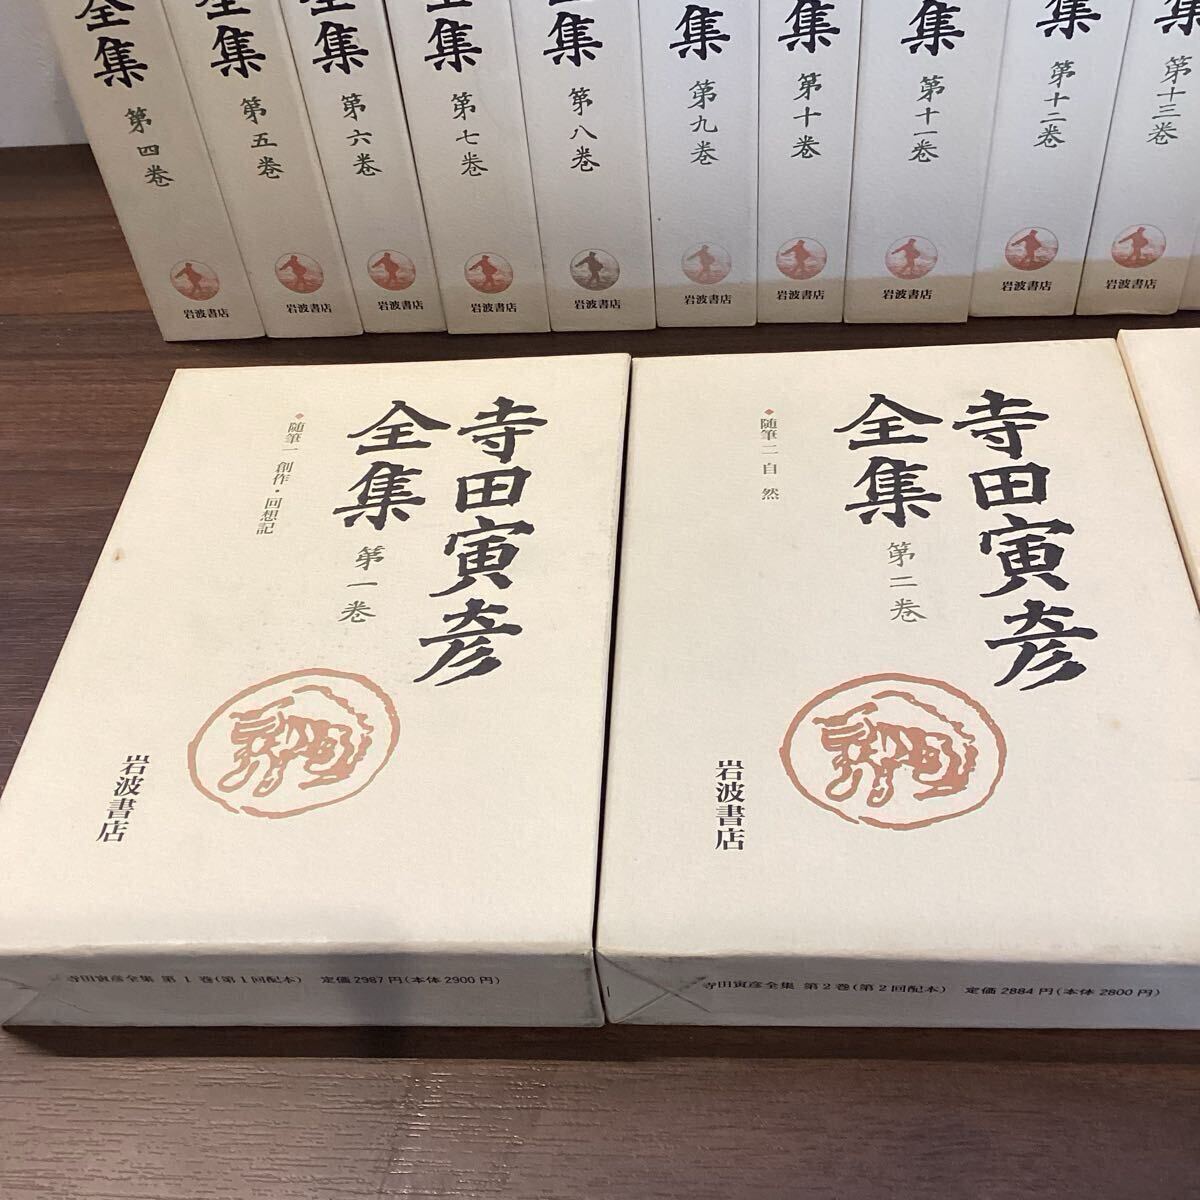 全集 第四巻
岩波書店
全集 第五巻
岩波書店
全集 第六巻
岩波書店
全集 第七巻
岩波書店
全集 第八巻
岩波書店
集 第九巻
岩波書店
集 第十巻
岩波書店
集 第十一巻
岩波書店
集 第十二巻
岩波書店
集 第十三巻
岩波書店
寺田寅彦
全集 第一巻
◆随筆一 創作・回想記
岩波書店
寺田寅彦全集 第1巻(第1回配本) 定価2987円(本体2900円)
寺田寅彦
全集 第二巻
◆随筆二 自然
岩波書店
寺田寅彦全集 第2巻(第2回配本) 定価2884円(本体2800円)